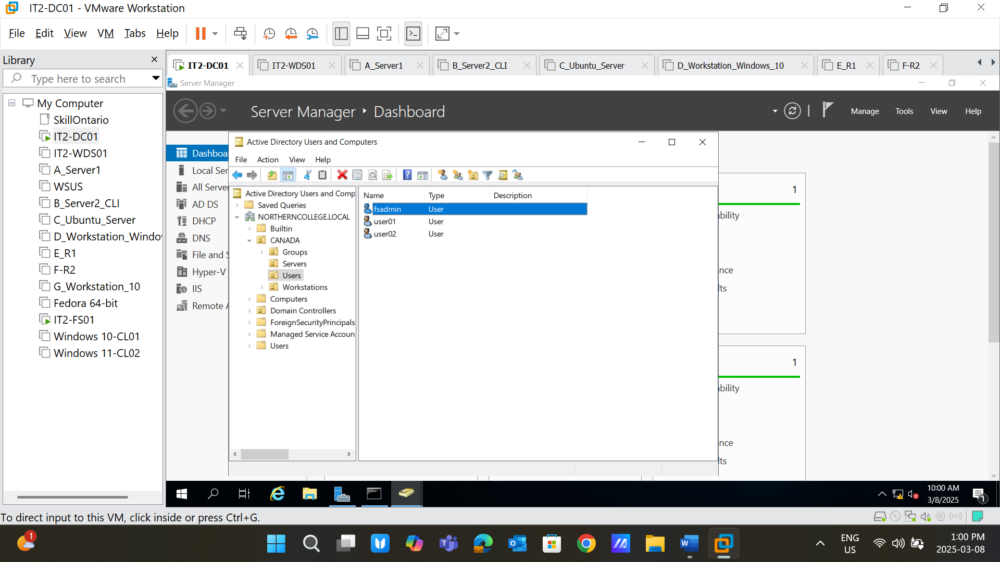 IT2-DC01 - VMware Workstation
File Edit View VM Tabs Help
Library
Type here to search
My Computer
SkillOntario
IT2-DC01
IT2-WDS01
A_Server1
WSUS
B_Server2_CLI
C_Ubuntu_Server
D_Workstation_Windo
E_R1
F-R2
G_Workstation_10
Fedora 64-bit
IT2-FS01
Windows 10-CL01
Windows 11-CL02
IT2-DC01 IT2-WDS01 A_Server1 B_Server2_CLI C_Ubuntu_Server D_Workstation_Windows_10 E_R1 F-R2
Server Manager
Server Manager Dashboard
Manage Tools View Help
Dashboa
Local Ser
All Server
AD DS
DHCP
DNS
File and S
Hyper-V
IIS
Remote A
Active Directory Users and Computers
File Action View Help
Active Directory Users and Comp
Saved Queries
NORTHERNCOLLEGE.LOCAL
Builtin
CANADA
Groups
Servers
Users
Workstations
Computers
Domain Controllers
ForeignSecurityPrincipals
Managed Service Accoun
Users
Name Type Description
fsadmin User
user01 User
user02 User
1
bility
nce
lts
1
bility
nce
lts
10:00 AM
3/8/2025
1
To direct input to this VM, click inside or press Ctrl+G.
1
ENG
US
1:00 PM
2025-03-08